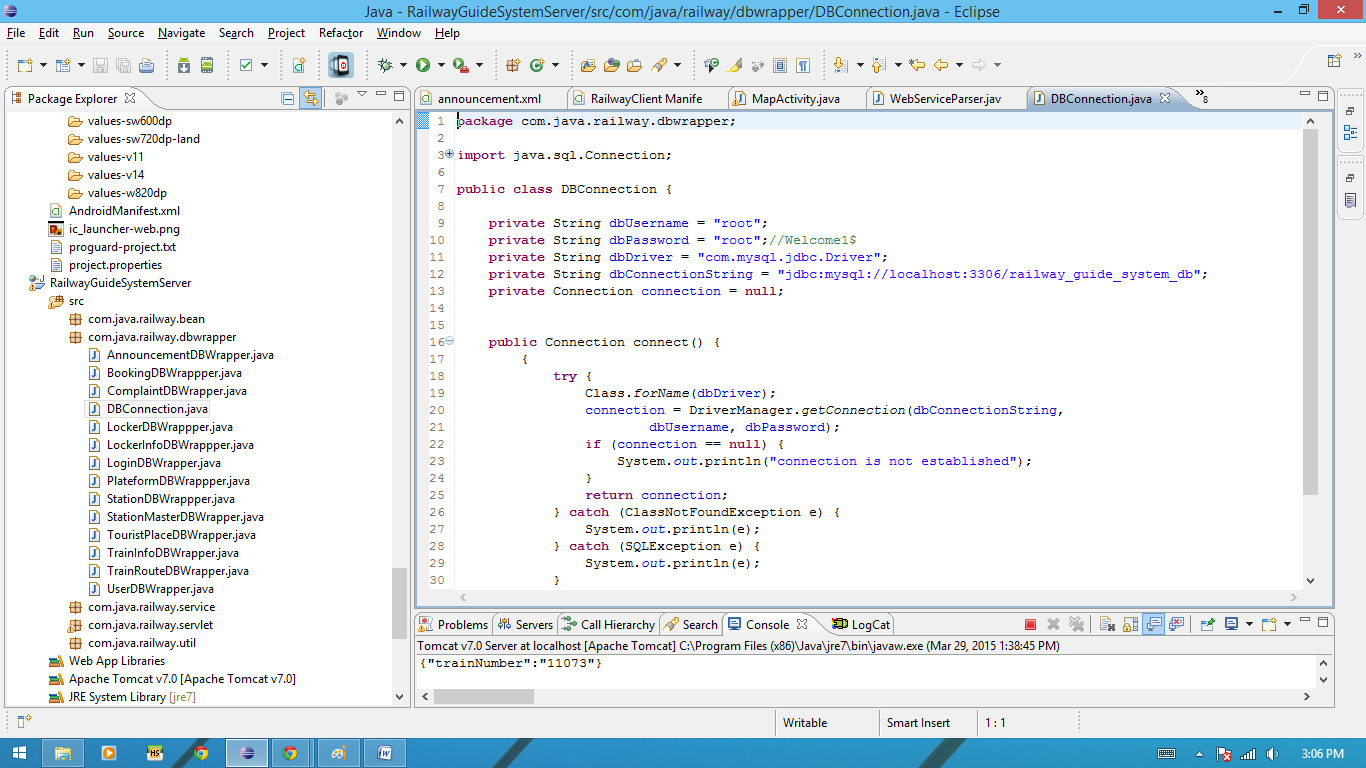 Java - RailwayGuideSystemServer/src/com/java/railway/dbwrapper/DBConnection.java - Eclipse
File Edit Run Source Navigate Search Project Refactor Window Help
Package Explorer
values-sw600dp
values-sw720dp-land
values-v11
values-v14
values-w820dp
AndroidManifest.xml
ic_launcher-web.png
proguard-project.txt
project.properties
RailwayGuideSystemServer
src
com.java.railway.bean
com.java.railway.dbwrapper
AnnouncementDBWrapper.java
BookingDBWrappper.java
ComplaintDBWrapper.java
DBConnection.java
LockerDBWrappper.java
LockerInfoDBWrappper.java
LoginDBWrapper.java
PlateformDBWrappper.java
StationDBWrappper.java
StationMasterDBWrapper.java
TouristPlaceDBWrapper.java
TrainInfoDBWrapper.java
TrainRouteDBWrapper.java
UserDBWrapper.java
com.java.railway.service
com.java.railway.servlet
com.java.railway.util
Web App Libraries
Apache Tomcat v7.0 [Apache Tomcat v7.0]
JRE System Library [jre7]
announcement.xml RailwayClient Manife MapActivity.java WebServiceParser.jav DBConnection.java »8
1 package com.java.railway.dbwrapper;
2
3 import java.sql.Connection;
6
7 public class DBConnection {
8
9 private String dbUsername = "root";
10 private String dbPassword = "root";//Welcome1$
11 private String dbDriver = "com.mysql.jdbc.Driver";
12 private String dbConnectionString = "jdbc:mysql://localhost:3306/railway_guide_system_db";
13 private Connection connection = null;
14
15
16 public Connection connect() {
17 {
18 try {
19 Class.forName(dbDriver);
20 connection = DriverManager.getConnection(dbConnectionString,
21 dbUsername, dbPassword);
22 if (connection == null) {
23 System.out.println("connection is not established");
24 }
25 return connection;
26 } catch (ClassNotFoundException e) {
27 System.out.println(e);
28 } catch (SQLException e) {
29 System.out.println(e);
30 }
Problems Servers Call Hierarchy Search Console LogCat
Tomcat v7.0 Server at localhost [Apache Tomcat] C:\Program Files (x86)\Java\jre7\bin\javaw.exe (Mar 29, 2015 1:38:45 PM)
{"trainNumber":"11073"}
Writable Smart Insert 1 : 1
HS W 3:06 PM